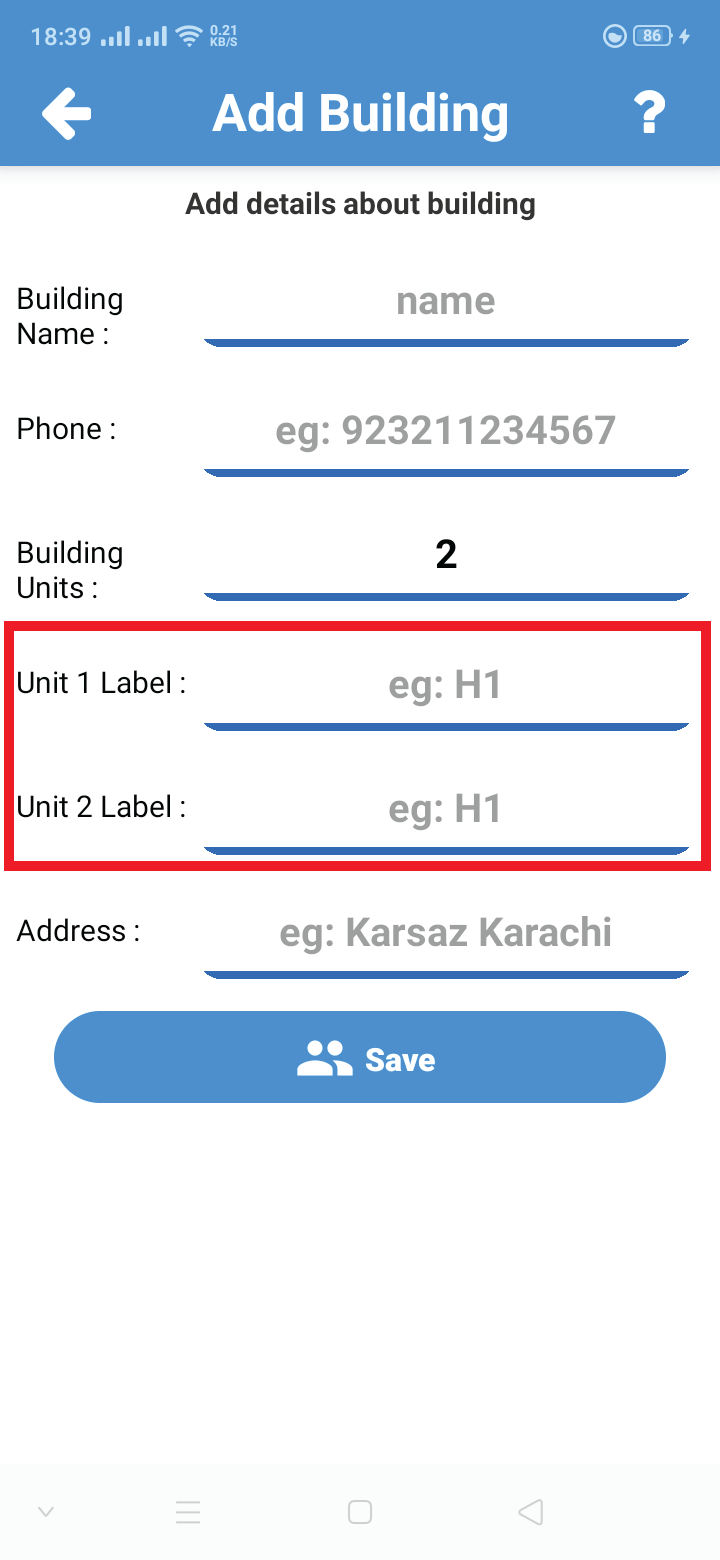 18:39 0.21 KB/S 86
Add Building ?
Add details about building
Building Name : name
Phone : eg: 923211234567
Building Units : 2
Unit 1 Label : eg: H1
Unit 2 Label : eg: H1
Address : eg: Karsaz Karachi
Save